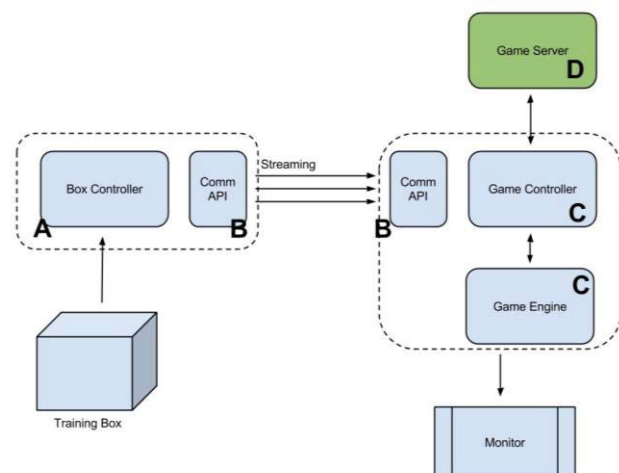 Game Server
D
Streaming
Box Controller
Comm
API
Comm
API
Game Controller
A
B
B
C
C
Game Engine
Training Box
Monitor